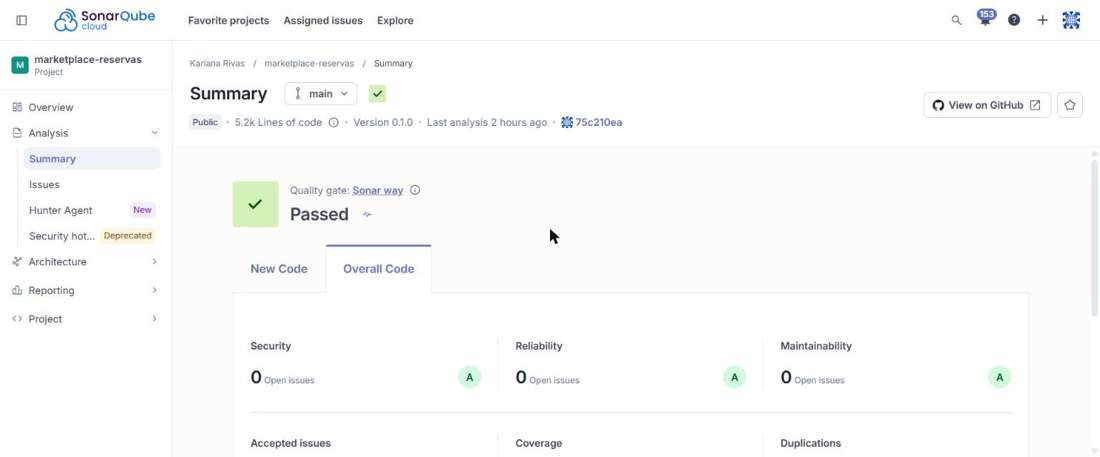 SonarQube cloud
Favorite projects Assigned issues Explore
153
M marketplace-reservas
Project
Overview
Analysis
Summary
Issues
Hunter Agent New
Security hot... Deprecated
Architecture
Reporting
Project
Kariana Rivas / marketplace-reservas / Summary
Summary main
View on GitHub
Public • 5.2k Lines of code • Version 0.1.0 • Last analysis 2 hours ago • 75c210ea
Quality gate: Sonar way
Passed
New Code Overall Code
Security Reliability Maintainability
0 Open issues A 0 Open issues A 0 Open issues A
Accepted issues Coverage Duplications